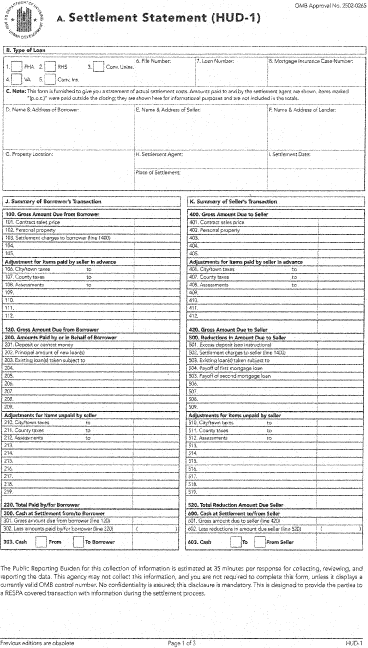 OMB Approval No. 2502-0265
A. Settlement Statement (HUD-1)
B. Type of Loan
1. FHA 2. RHS 3. Conv. Unins.
4. VA 5. Conv. Ins.
6. File Number:
7. Loan Number:
8. Mortgage Insurance Case Number:
C. Note: This form is furnished to give you a statement of actual settlement costs. Amounts paid to and by the settlement agent are shown. Items marked
"(p.o.c.)" were paid outside the closing; they are shown here for informational purposes and are not included in the totals.
D. Name & Address of Borrower:
E. Name & Address of Seller:
F. Name & Address of Lender:
G. Property Location:
H. Settlement Agent:
I. Settlement Date:
Place of Settlement:
J. Summary of Borrower's Transaction
100. Gross Amount Due from Borrower
101. Contract sales price
102. Personal property
103. Settlement charges to borrower (line 1400)
104.
105.
Adjustments for items paid by seller in advance
106. City/town taxes to
107. County taxes to
108. Assessments to
109.
110.
111.
112.
120. Gross Amount Due from Borrower
200. Amounts Paid by or in Behalf of Borrower
201. Deposit or earnest money
202. Principal amount of new loan(s)
203. Existing loan(s) taken subject to
204.
205.
206.
207.
208.
209.
Adjustments for items unpaid by seller
210. City/town taxes to
211. County taxes to
212. Assessments to
213.
214.
215.
216.
217.
218.
219.
220. Total Paid by/for Borrower
300. Cash at Settlement from/to Borrower
301. Gross amount due from borrower (line 120)
302. Less amounts paid by/for borrower (line 220) ( )
303. Cash From To Borrower
K. Summary of Seller's Transaction
400. Gross Amount Due to Seller
401. Contract sales price
402. Personal property
403.
404.
405.
Adjustments for items paid by seller in advance
406. City/town taxes to
407. County taxes to
408. Assessments to
409.
410.
411.
412.
420. Gross Amount Due to Seller
500. Reductions In Amount Due to Seller
501. Excess deposit (see instructions)
502. Settlement charges to seller (line 1400)
503. Existing loan(s) taken subject to
504. Payoff of first mortgage loan
505. Payoff of second mortgage loan
506.
507.
508.
509.
Adjustments for items unpaid by seller
510. City/town taxes to
511. County taxes to
512. Assessments to
513.
514.
515.
516.
517.
518.
519.
520. Total Reduction Amount Due Seller
600. Cash at Settlement to/from Seller
601. Gross amount due to seller (line 420)
602. Less reductions in amount due seller (line 520) ( )
603. Cash To From Seller
The Public Reporting Burden for this collection of information is estimated at 35 minutes per response for collecting, reviewing, and
reporting the data. This agency may not collect this information, and you are not required to complete this form, unless it displays a
currently valid OMB control number. No confidentiality is assured; this disclosure is mandatory. This is designed to provide the parties to
a RESPA covered transaction with information during the settlement process.
Previous editions are obsolete
Page 1 of 3
HUD-1